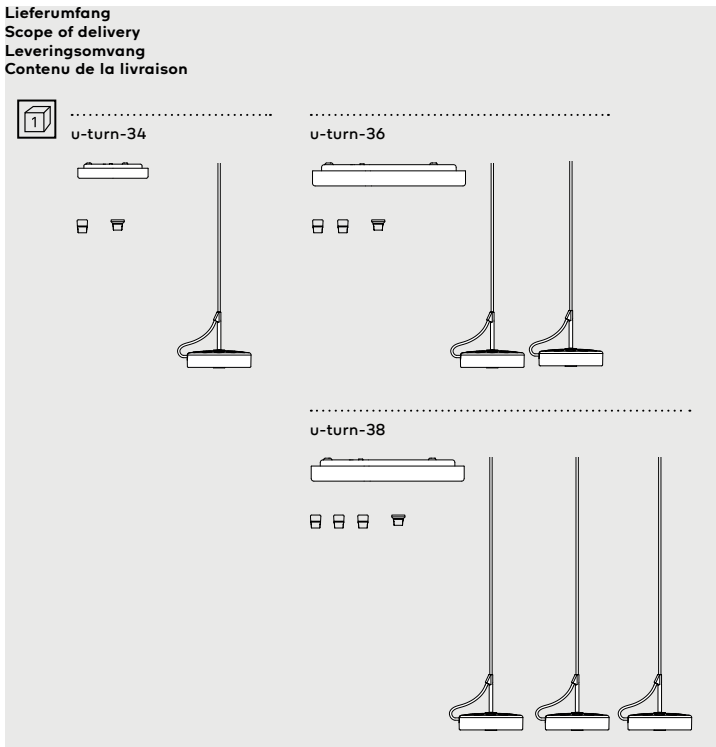 Lieferumfang
Scope of delivery
Leveringsomvang
Contenu de la livraison
1
u-turn-34
u-turn-36
u-turn-38